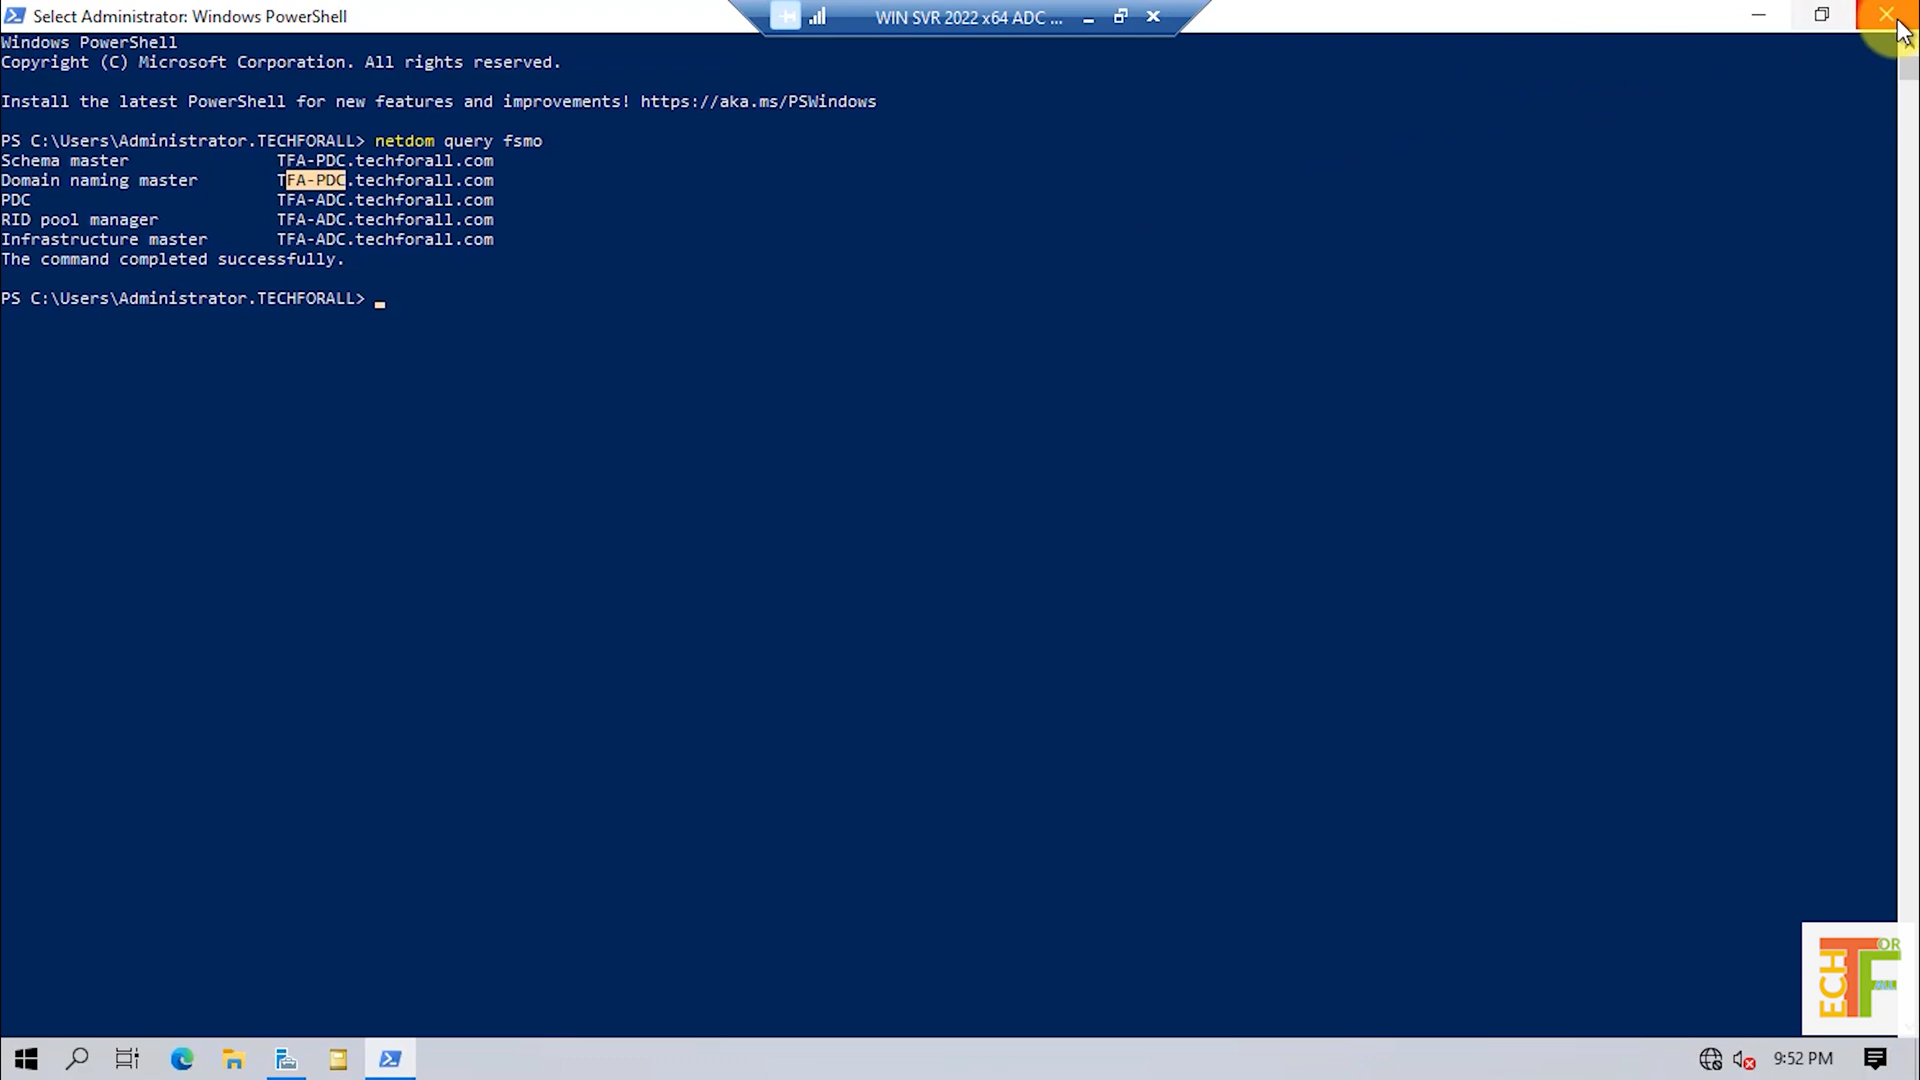 Select Administrator: Windows PowerShell
WIN SVR 2022 x64 ADC ...
Windows PowerShell
Copyright (C) Microsoft Corporation. All rights reserved.
Install the latest PowerShell for new features and improvements! https://aka.ms/PSWindows
PS C:\Users\Administrator.TECHFORALL> netdom query fsmo
Schema master TFA-PDC.techforall.com
Domain naming master TFA-PDC.techforall.com
PDC TFA-ADC.techforall.com
RID pool manager TFA-ADC.techforall.com
Infrastructure master TFA-ADC.techforall.com
The command completed successfully.
PS C:\Users\Administrator.TECHFORALL>
TECH FOR ALL
9:52 PM